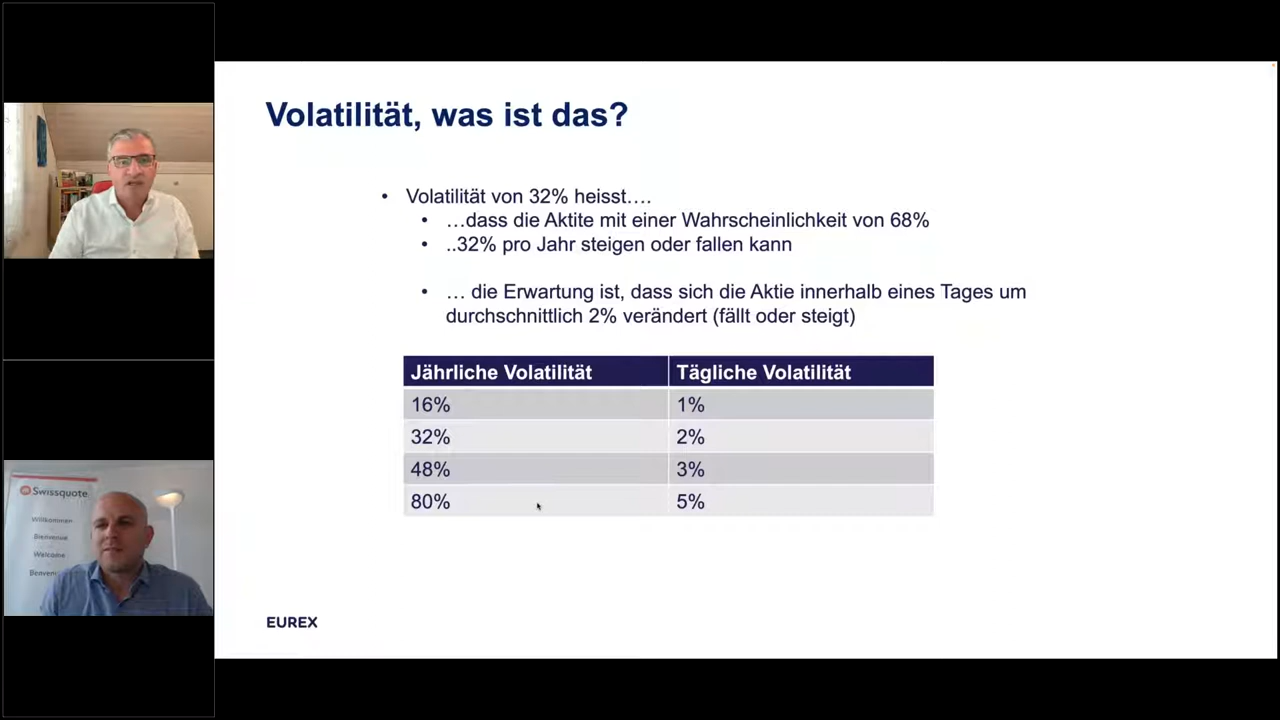 Volatilität, was ist das?
• Volatilität von 32% heisst….
• …dass die Aktite mit einer Wahrscheinlichkeit von 68%
• ..32% pro Jahr steigen oder fallen kann
• … die Erwartung ist, dass sich die Aktie innerhalb eines Tages um
durchschnittlich 2% verändert (fällt oder steigt)
Jährliche Volatilität Tägliche Volatilität
16% 1%
32% 2%
48% 3%
80% 5%
EUREX
Swissquote
Willkommen
Bienvenue
Welcome